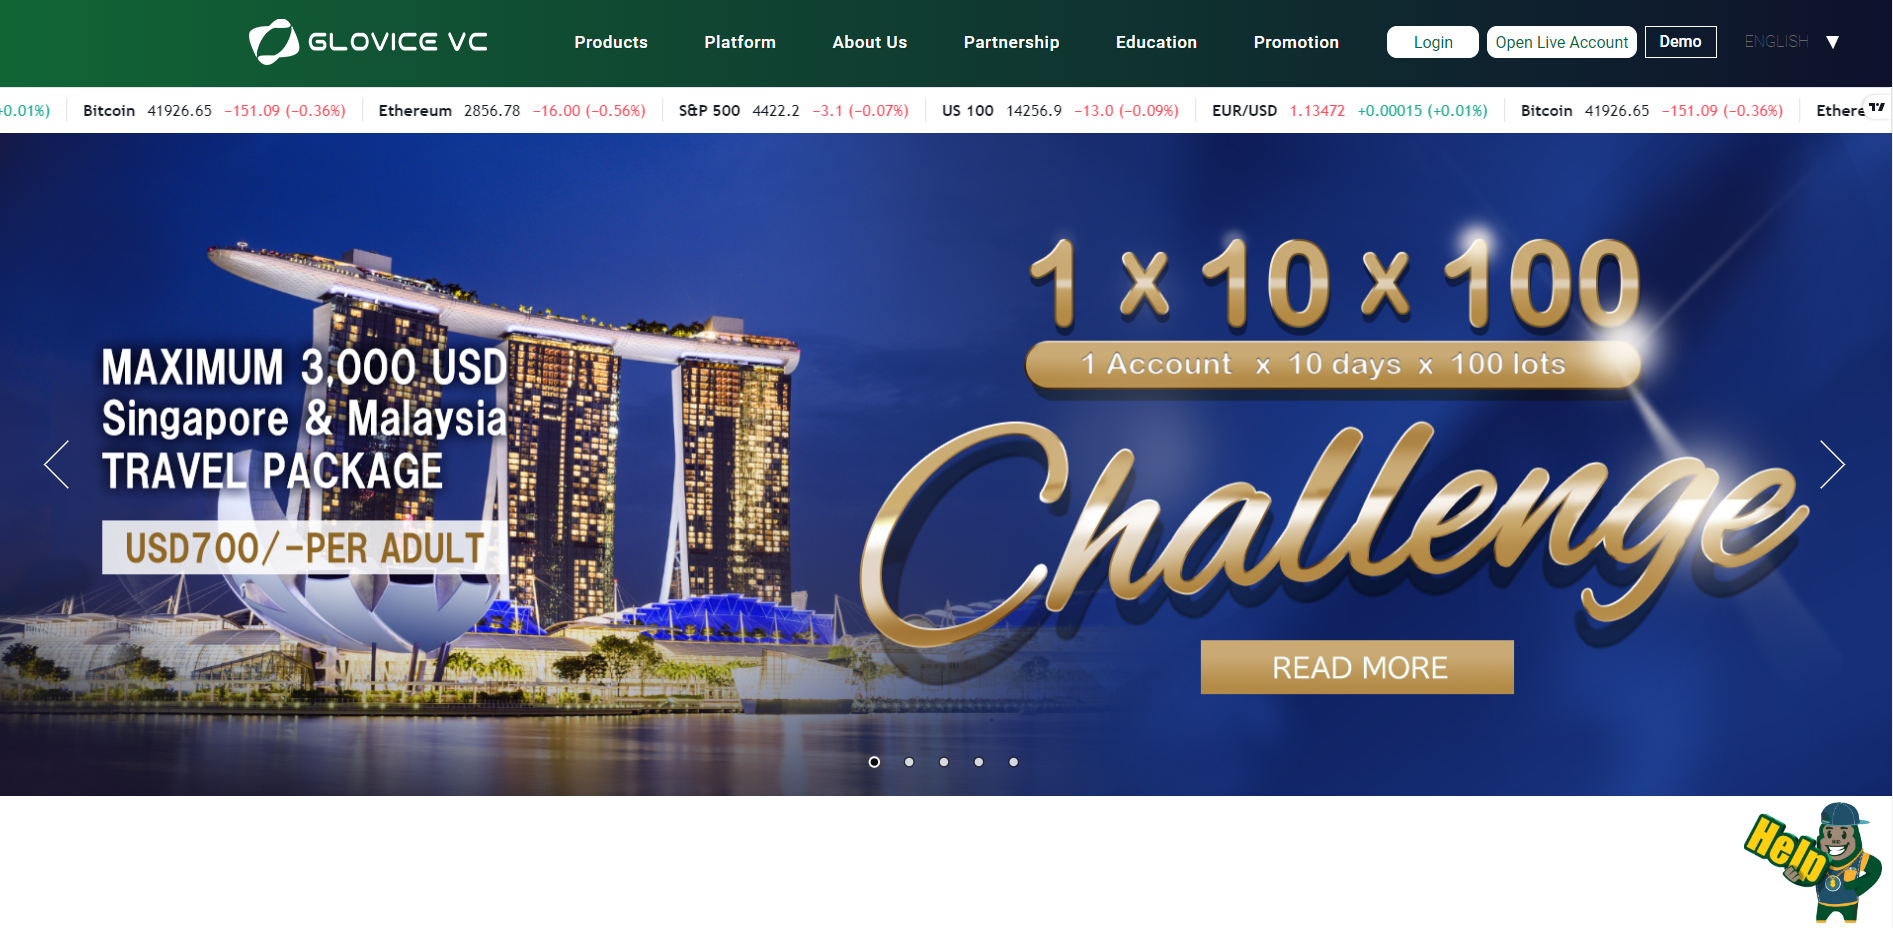 GLOVICE VC
Products Platform About Us Partnership Education Promotion Login Open Live Account Demo ENGLISH ▼
+0.01%) Bitcoin 41926.65 −151.09 (−0.36%) Ethereum 2856.78 −16.00 (−0.56%) S&P 500 4422.2 −3.1 (−0.07%) US 100 14256.9 −13.0 (−0.09%) EUR/USD 1.13472 +0.00015 (+0.01%) Bitcoin 41926.65 −151.09 (−0.36%) Ethere
MAXIMUM 3,000 USD
Singapore & Malaysia
TRAVEL PACKAGE
USD700/-PER ADULT
1 x 10 x 100
1 Account x 10 days x 100 lots
Challenge
READ MORE
Help